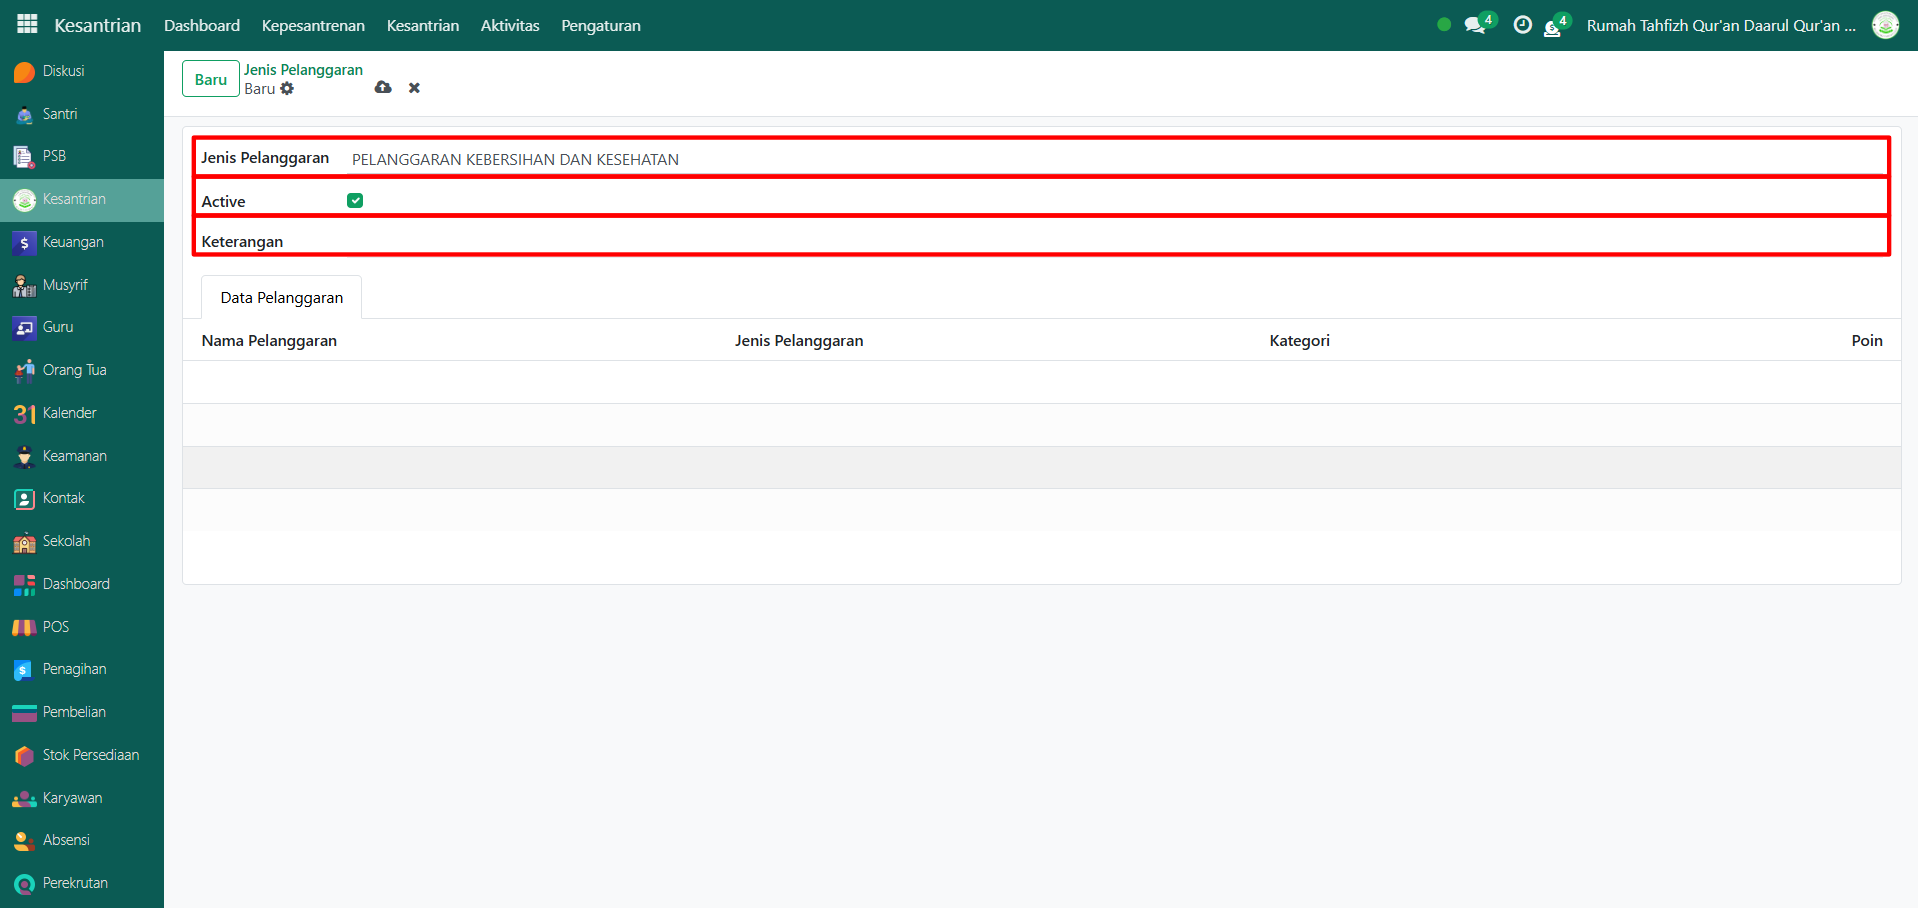 Kesantrian Dashboard Kepesantrenan Kesantrian Aktivitas Pengaturan 4 4 Rumah Tahfizh Qur'an Daarul Qur'an ...
Diskusi
Santri
PSB
Kesantrian
Keuangan
Musyrif
Guru
Orang Tua
31 Kalender
Keamanan
Kontak
Sekolah
Dashboard
POS
Penagihan
Pembelian
Stok Persediaan
Karyawan
Absensi
Perekrutan
Baru
Jenis Pelanggaran
Baru
Jenis Pelanggaran PELANGGARAN KEBERSIHAN DAN KESEHATAN
Active
Keterangan
Data Pelanggaran
Nama Pelanggaran Jenis Pelanggaran Kategori Poin